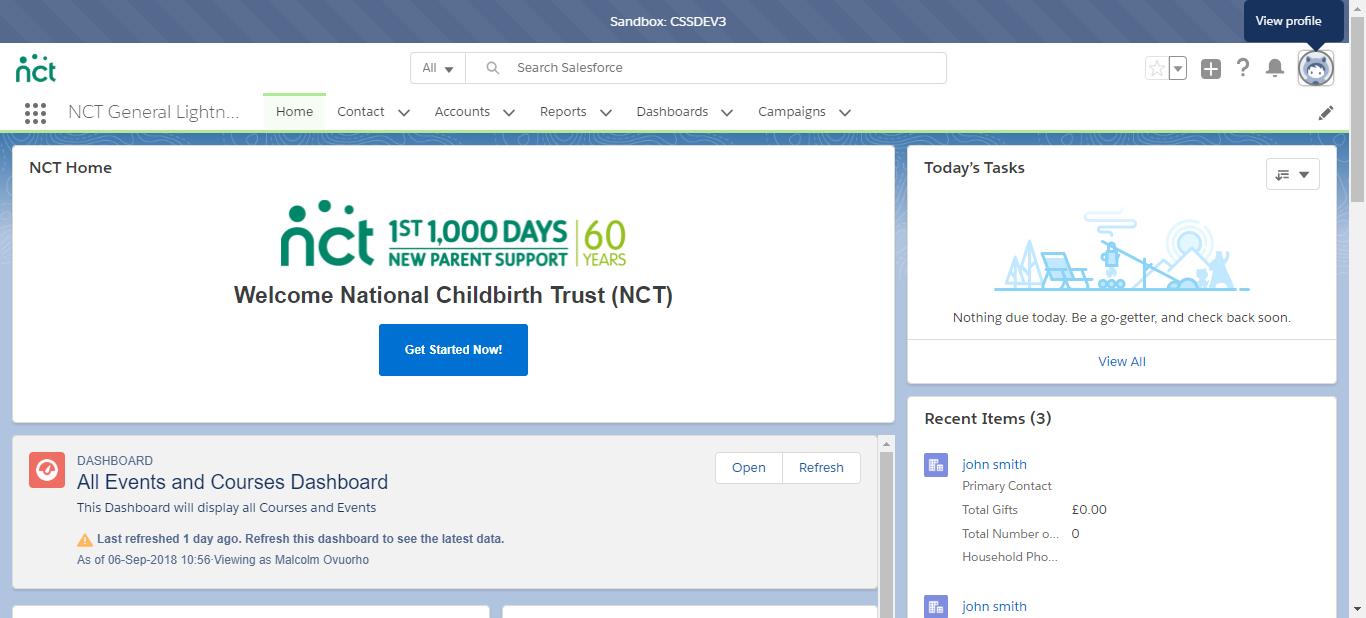 Sandbox: CSSDEV3
View profile
nct
All
Search Salesforce
NCT General Lightn...
Home
Contact
Accounts
Reports
Dashboards
Campaigns
NCT Home
nct
1ST 1,000 DAYS
NEW PARENT SUPPORT
60
YEARS
Welcome National Childbirth Trust (NCT)
Get Started Now!
Today's Tasks
Nothing due today. Be a go-getter, and check back soon.
View All
DASHBOARD
All Events and Courses Dashboard
This Dashboard will display all Courses and Events
Last refreshed 1 day ago. Refresh this dashboard to see the latest data.
As of 06-Sep-2018 10:56·Viewing as Malcolm Ovuorho
Open
Refresh
Recent Items (3)
john smith
Primary Contact
Total Gifts £0.00
Total Number o... 0
Household Pho...
john smith